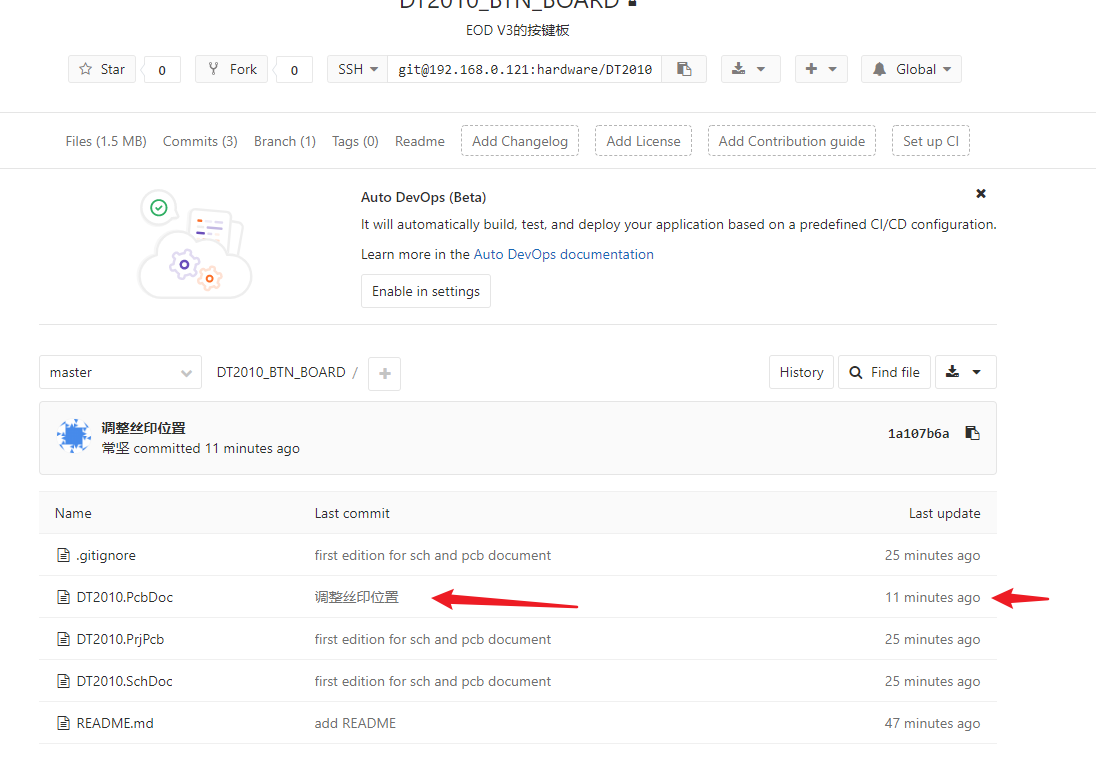 DT2010_BTN_BOARD
EOD V3的按键板
Star 0 Fork 0 SSH git@192.168.0.121:hardware/DT2010 Global
Files (1.5 MB) Commits (3) Branch (1) Tags (0) Readme Add Changelog Add License Add Contribution guide Set up CI
Auto DevOps (Beta)
It will automatically build, test, and deploy your application based on a predefined CI/CD configuration.
Learn more in the Auto DevOps documentation
Enable in settings
master DT2010_BTN_BOARD / + History Find file
调整丝印位置
常坚 committed 11 minutes ago 1a107b6a
Name Last commit Last update
.gitignore first edition for sch and pcb document 25 minutes ago
DT2010.PcbDoc 调整丝印位置 11 minutes ago
DT2010.PrjPcb first edition for sch and pcb document 25 minutes ago
DT2010.SchDoc first edition for sch and pcb document 25 minutes ago
README.md add README 47 minutes ago